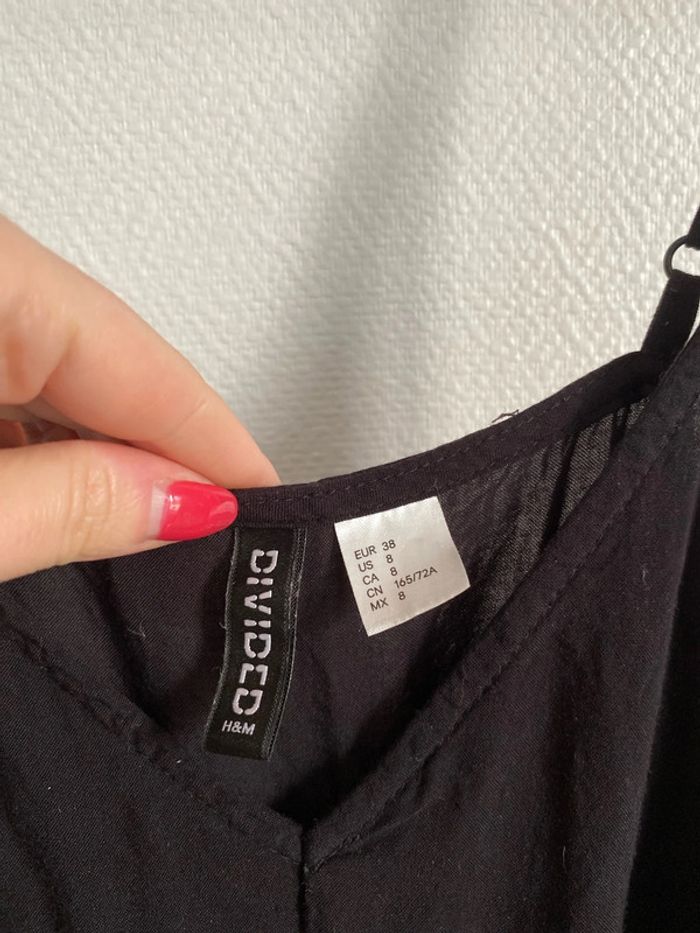 DIVIDED
H&M
EUR 38
US 8
CA 8
CN 165/72A
MX 8